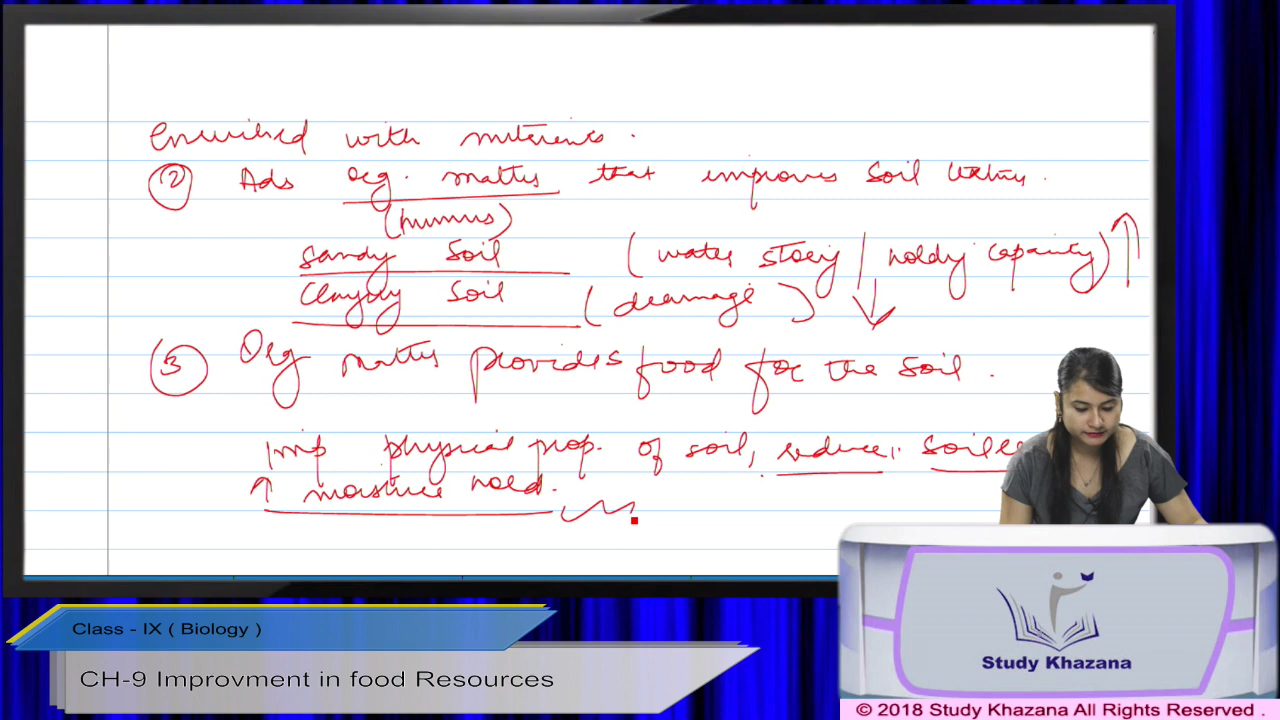 Enriched with nutrients.
② Ads org. matter that improves soil texture.
(humus)
sandy soil (water storing / holding capacity) ↑
Clayey soil (drainage) ↓
③ Org matter provides food for the soil.
Imp physical prop. of soil, reduce soil
↑ moisture hold.
Class - IX ( Biology )
CH-9 Improvment in food Resources
Study Khazana
© 2018 Study Khazana All Rights Reserved .